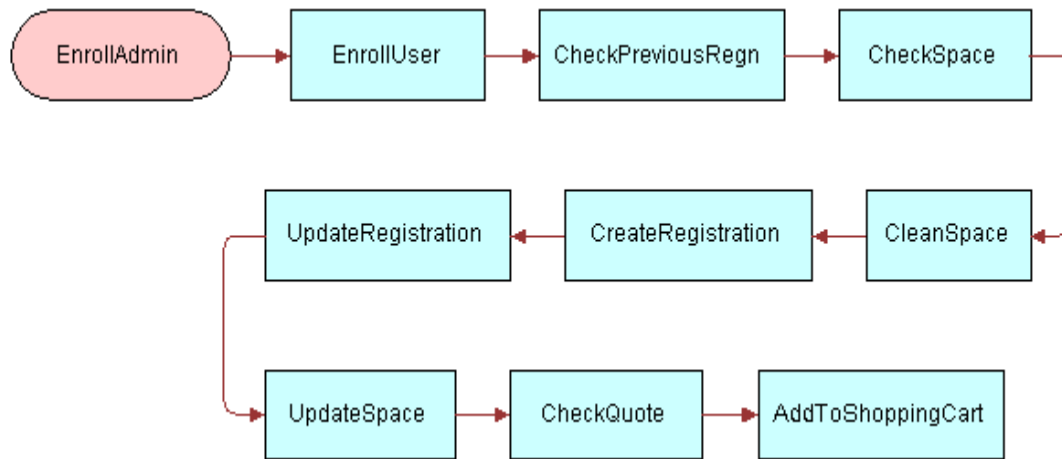 EnrollAdmin
EnrollUser
CheckPreviousRegn
CheckSpace
CleanSpace
CreateRegistration
UpdateRegistration
UpdateSpace
CheckQuote
AddToShoppingCart